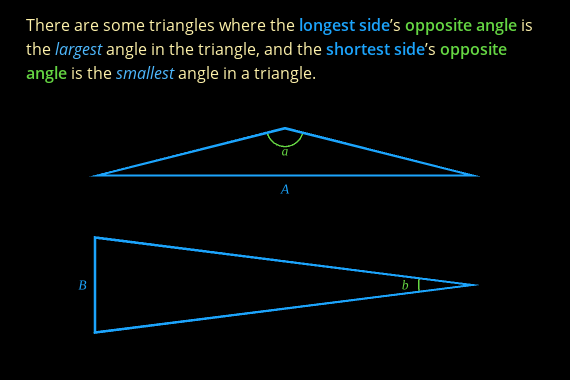 There are some triangles where the longest side's opposite angle is
the largest angle in the triangle, and the shortest side's opposite
angle is the smallest angle in a triangle.
a
A
B
b